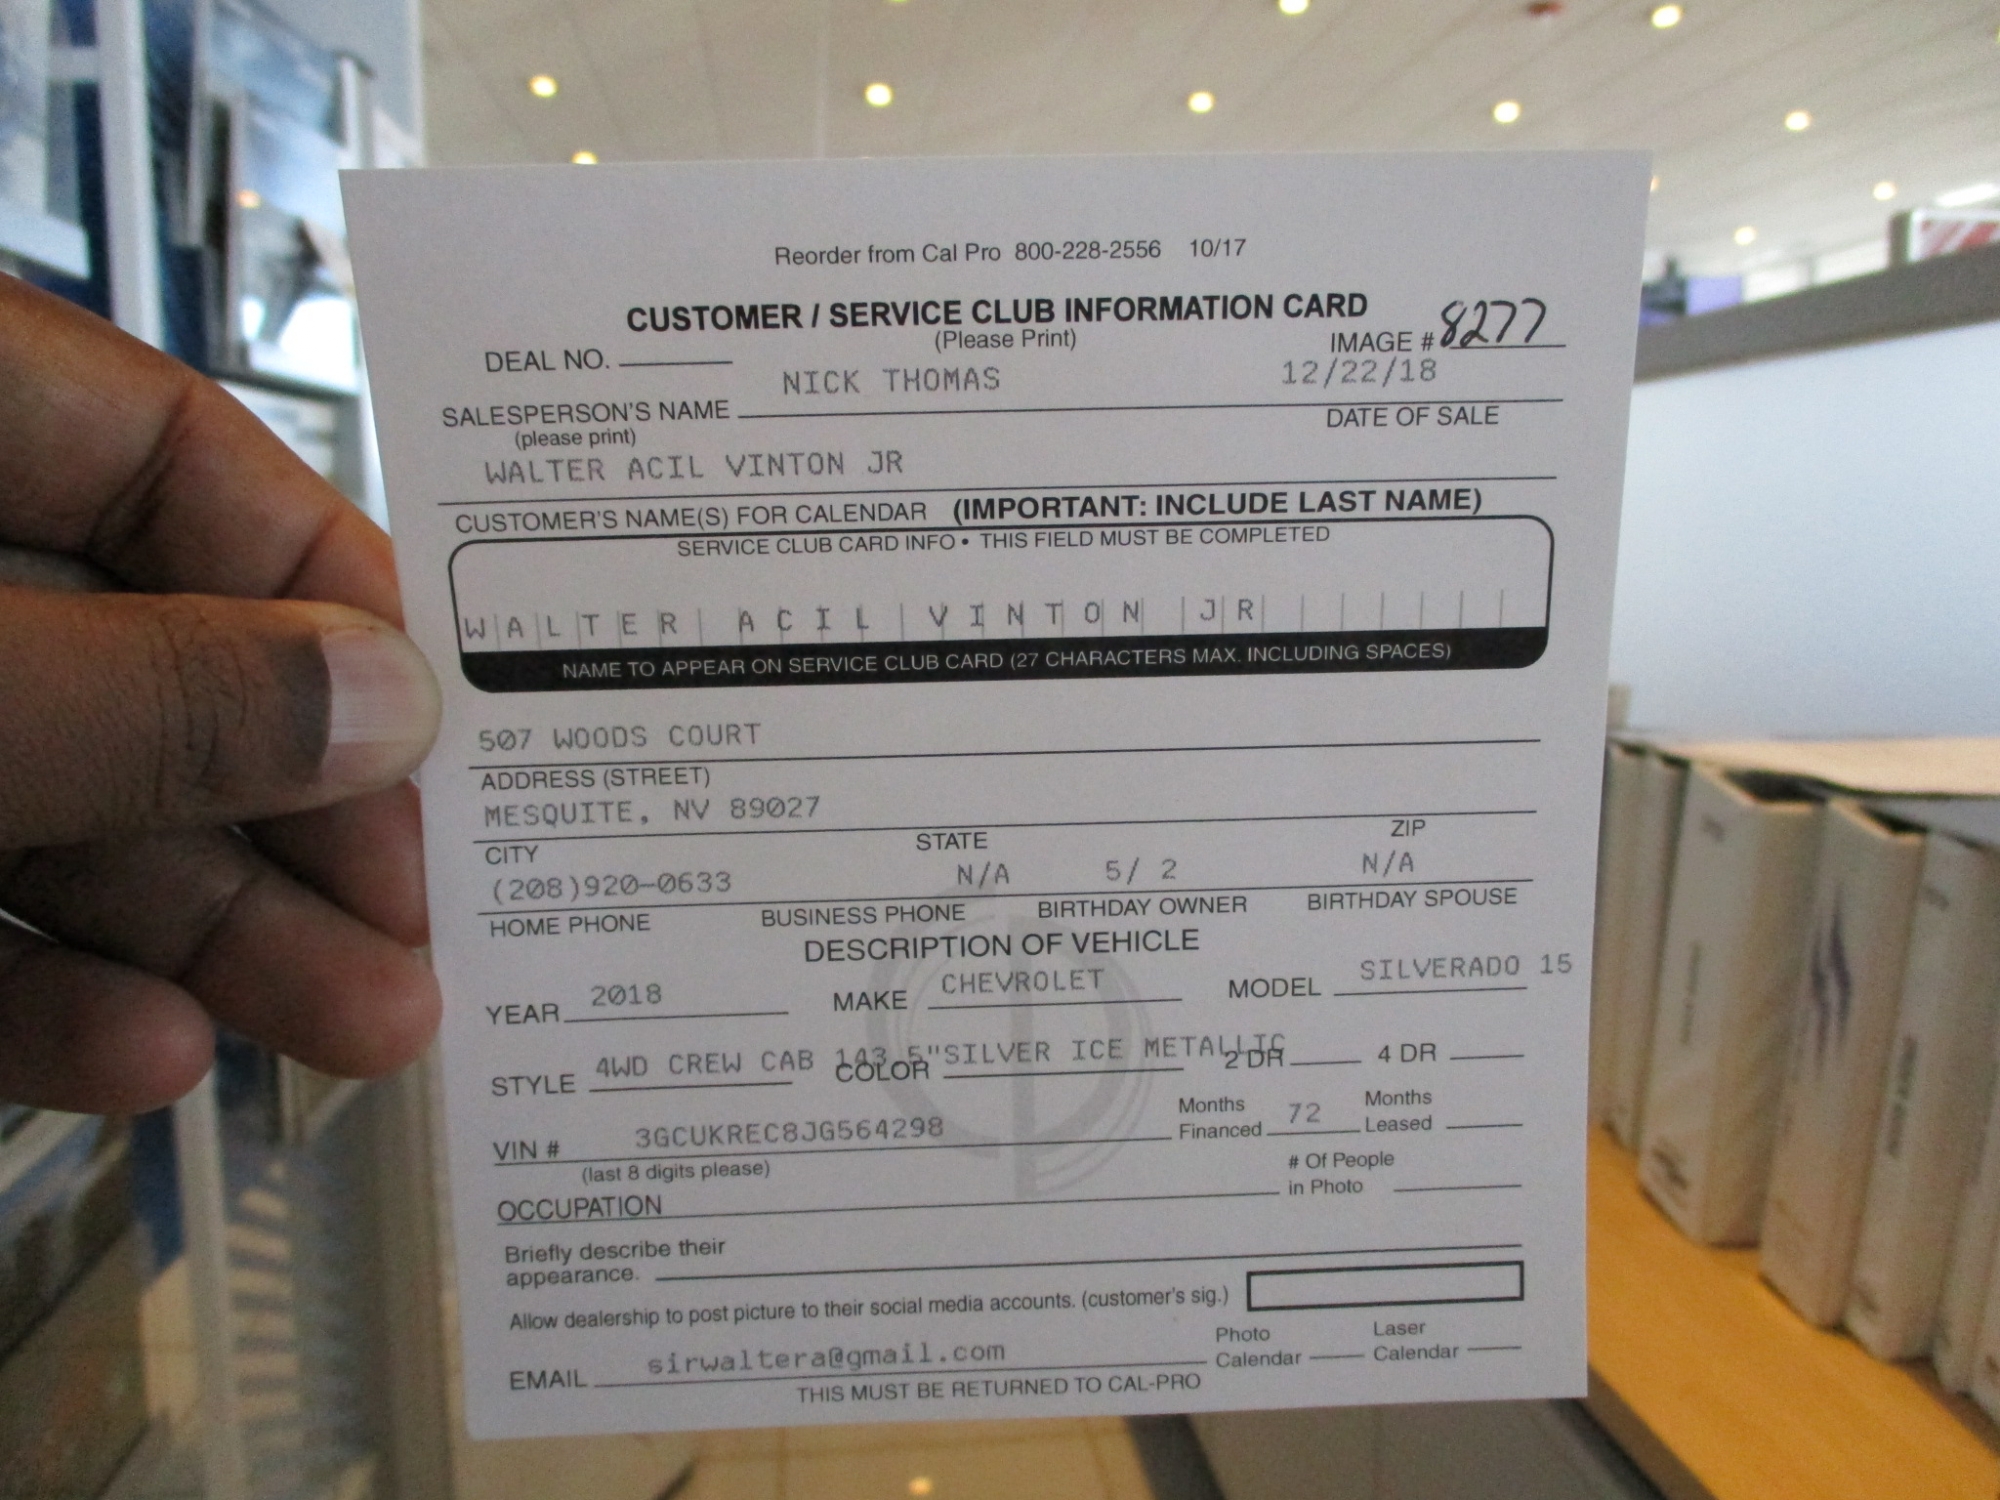 Reorder from Cal Pro 800-228-2556 10/17
CUSTOMER / SERVICE CLUB INFORMATION CARD
(Please Print)
IMAGE # 8277
DEAL NO.
NICK THOMAS 12/22/18
SALESPERSON'S NAME DATE OF SALE
(please print)
WALTER ACIL VINTON JR
CUSTOMER'S NAME(S) FOR CALENDAR (IMPORTANT: INCLUDE LAST NAME)
SERVICE CLUB CARD INFO • THIS FIELD MUST BE COMPLETED
WALTER ACIL VINTON JR
NAME TO APPEAR ON SERVICE CLUB CARD (27 CHARACTERS MAX. INCLUDING SPACES)
507 WOODS COURT
ADDRESS (STREET)
MESQUITE, NV 89027
CITY STATE ZIP
(208)920-0633 N/A 5/ 2 N/A
HOME PHONE BUSINESS PHONE BIRTHDAY OWNER BIRTHDAY SPOUSE
DESCRIPTION OF VEHICLE
YEAR 2018 MAKE CHEVROLET MODEL SILVERADO 15
STYLE 4WD CREW CAB 143.5" COLOR SILVER ICE METALLIC 2 DR 4 DR
VIN # 3GCUKREC8JG564298 Months Financed 72 Months Leased
(last 8 digits please)
# Of People in Photo
OCCUPATION
Briefly describe their
appearance.
Allow dealership to post picture to their social media accounts. (customer's sig.)
EMAIL sirwaltera@gmail.com Photo Calendar Laser Calendar
THIS MUST BE RETURNED TO CAL-PRO